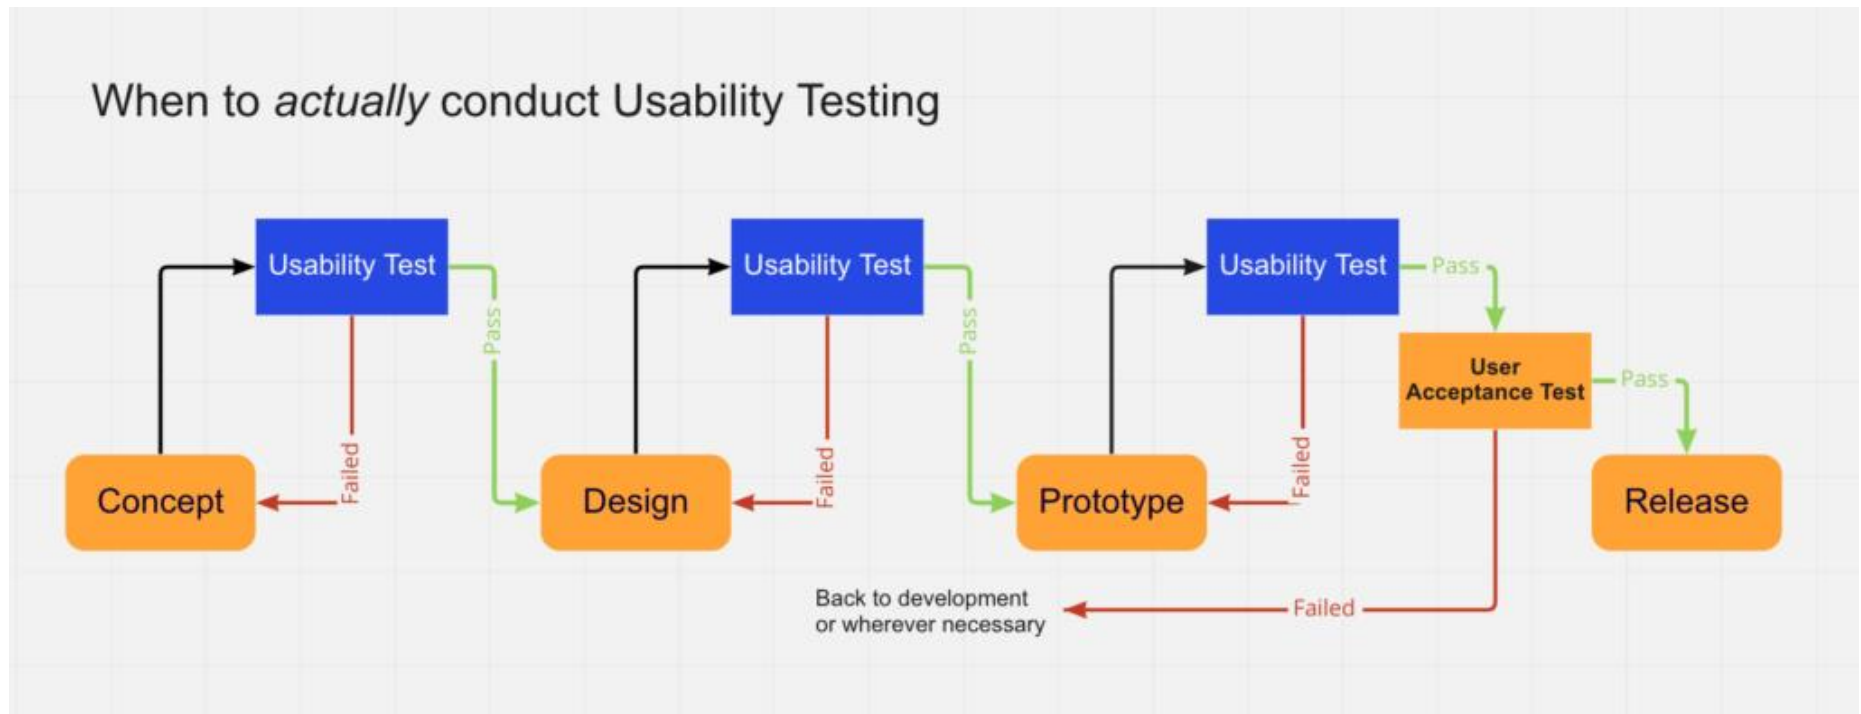 When to actually conduct Usability Testing
Usability Test
Usability Test
Usability Test
Pass
Pass
Pass
User
Acceptance Test
Pass
Failed
Failed
Failed
Concept
Design
Prototype
Release
Back to development
or wherever necessary
Failed